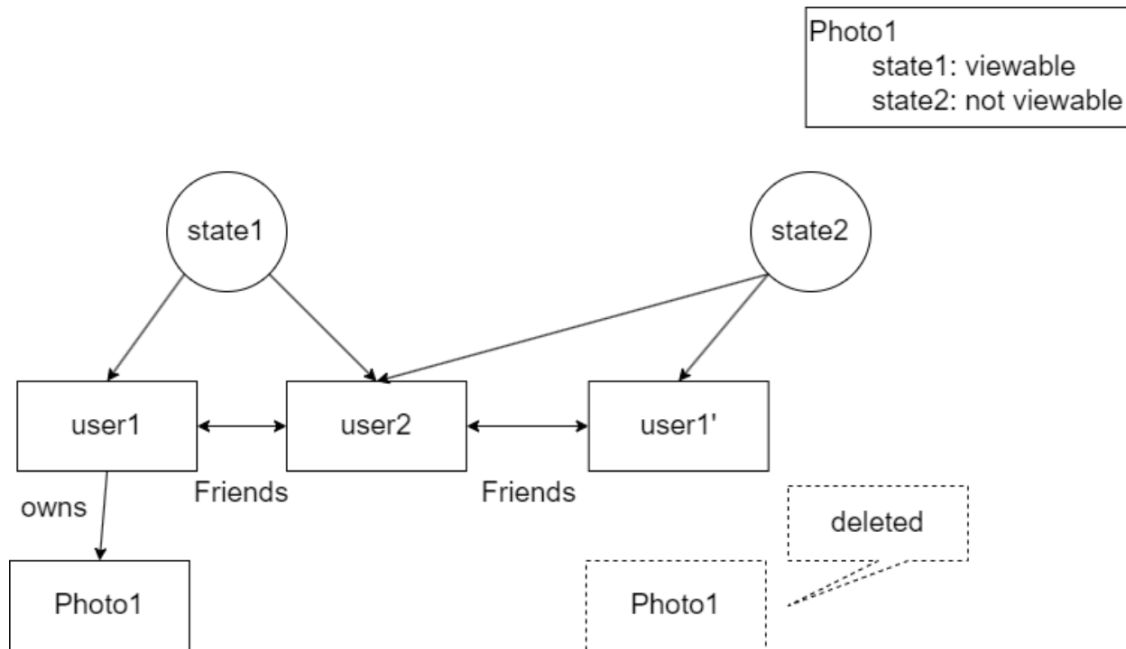 Photo1
state1: viewable
state2: not viewable
state1
state2
user1
user2
user1'
Friends
Friends
owns
deleted
Photo1
Photo1